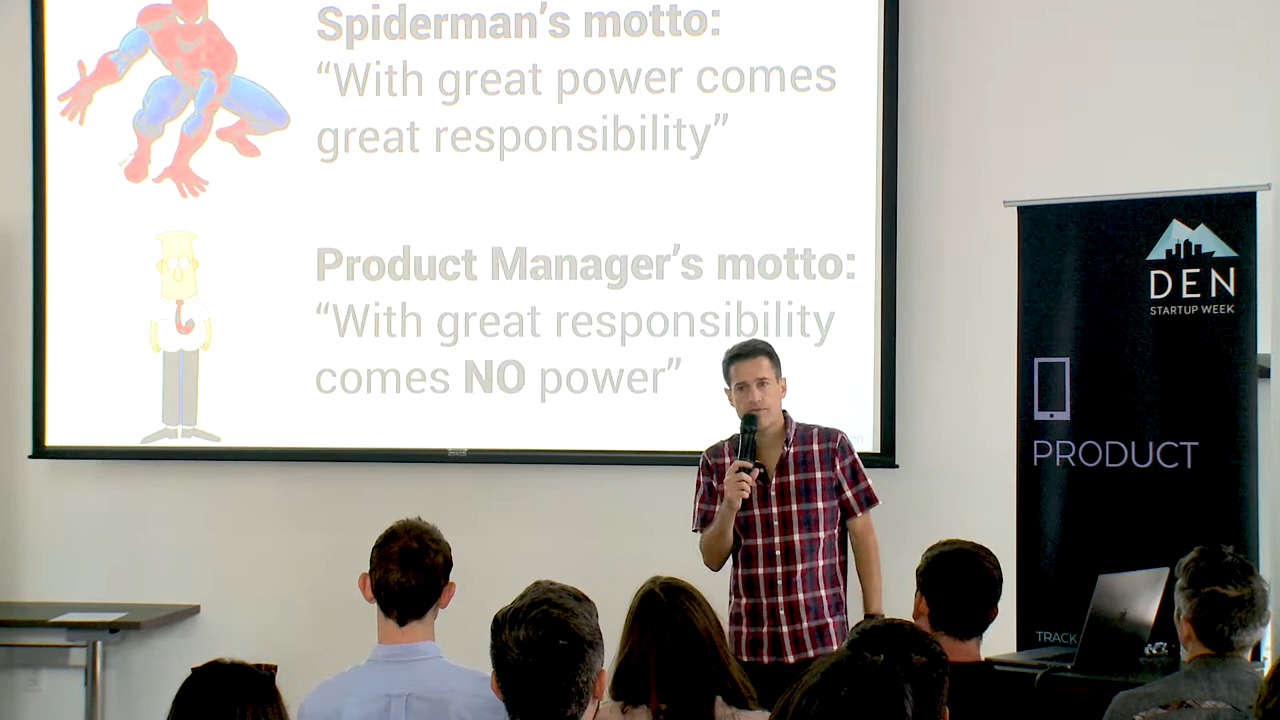 Spiderman’s motto:
“With great power comes
great responsibility”
Product Manager’s motto:
“With great responsibility
comes NO power”
DEN
STARTUP WEEK
PRODUCT
TRACK